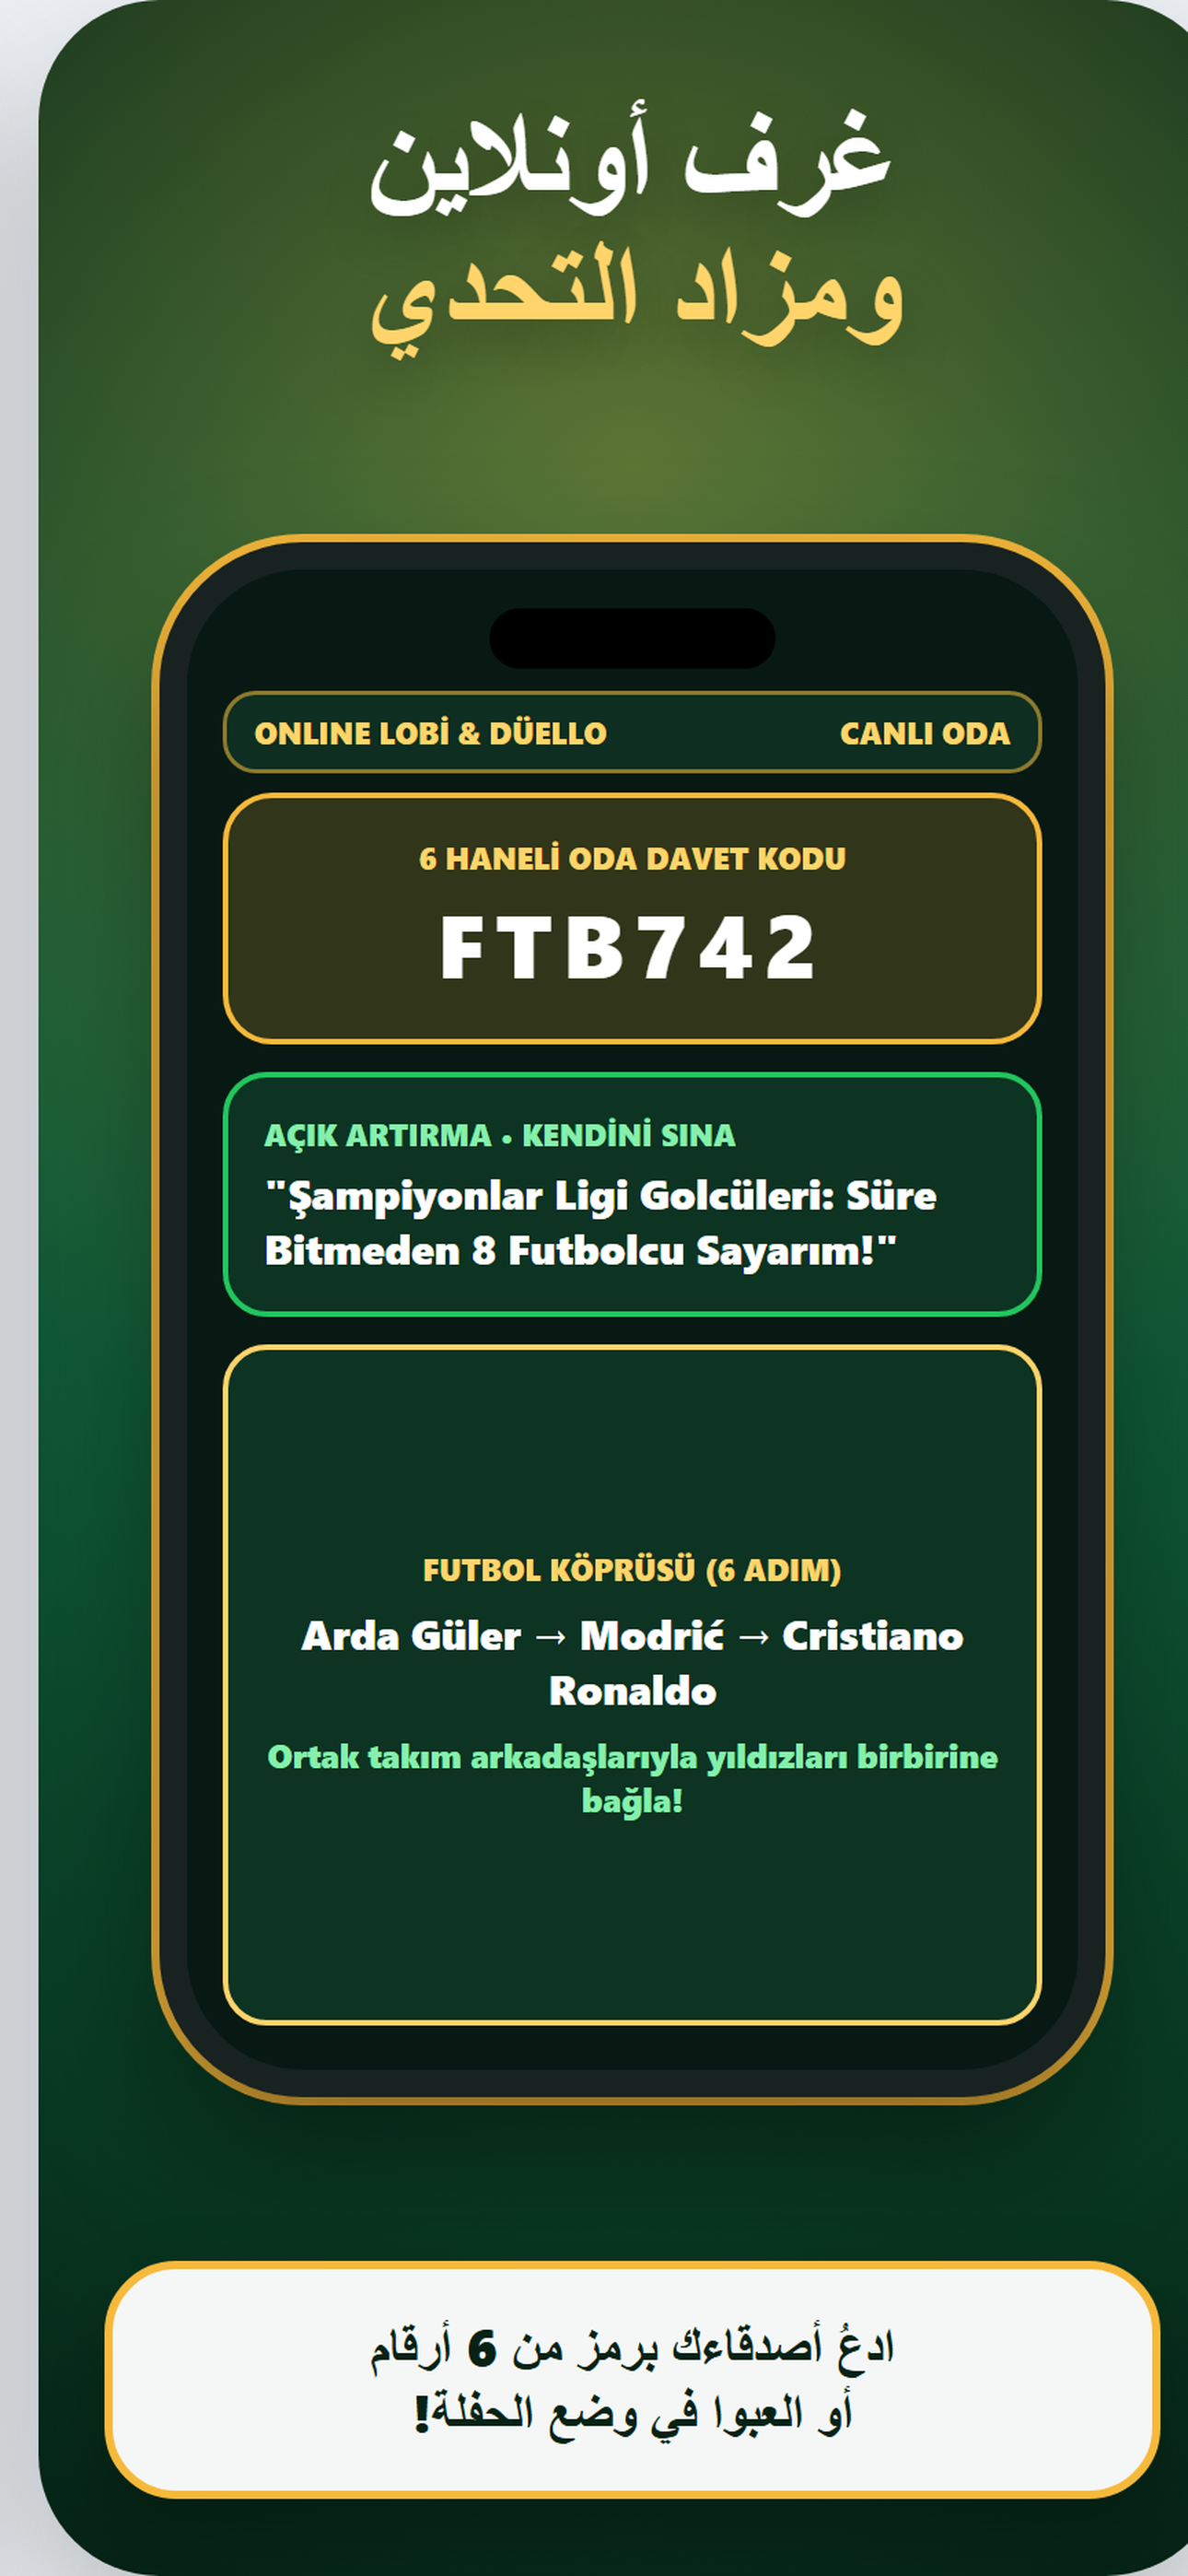 غرف أونلاين
ومزاد التحدي
ONLINE LOBİ & DÜELLO CANLI ODA
6 HANELİ ODA DAVET KODU
FTB742
AÇIK ARTIRMA • KENDİNİ SINA
"Şampiyonlar Ligi Golcüleri: Süre
Bitmeden 8 Futbolcu Sayarım!"
FUTBOL KÖPRÜSÜ (6 ADIM)
Arda Güler → Modrić → Cristiano
Ronaldo
Ortak takım arkadaşlarıyla yıldızları birbirine
bağla!
ادعُ أصدقاءك برمز من 6 أرقام
أو العبوا في وضع الحفلة!